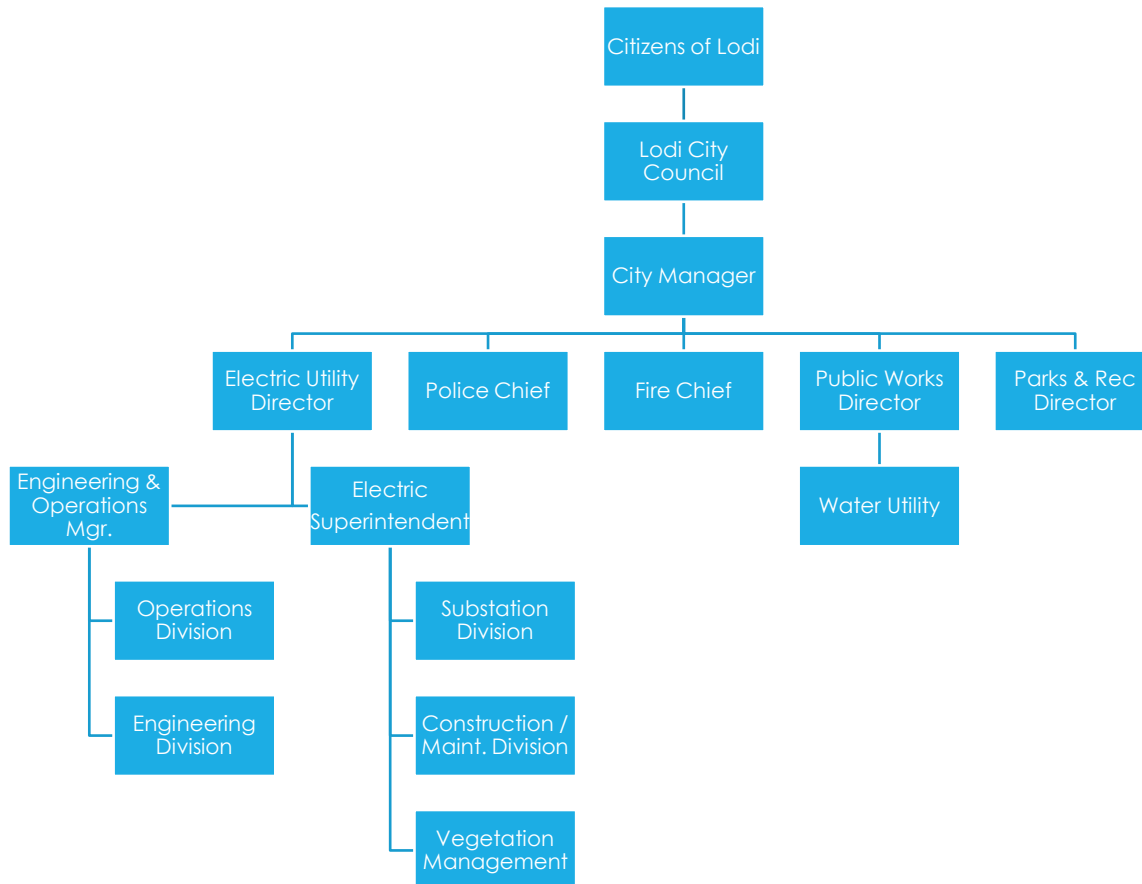 Citizens of Lodi
Lodi City
Council
City Manager
Electric Utility
Director
Police Chief
Fire Chief
Public Works
Director
Parks & Rec
Director
Engineering &
Operations
Mgr.
Electric
Superintendent
Water Utility
Operations
Division
Substation
Division
Engineering
Division
Construction /
Maint. Division
Vegetation
Management